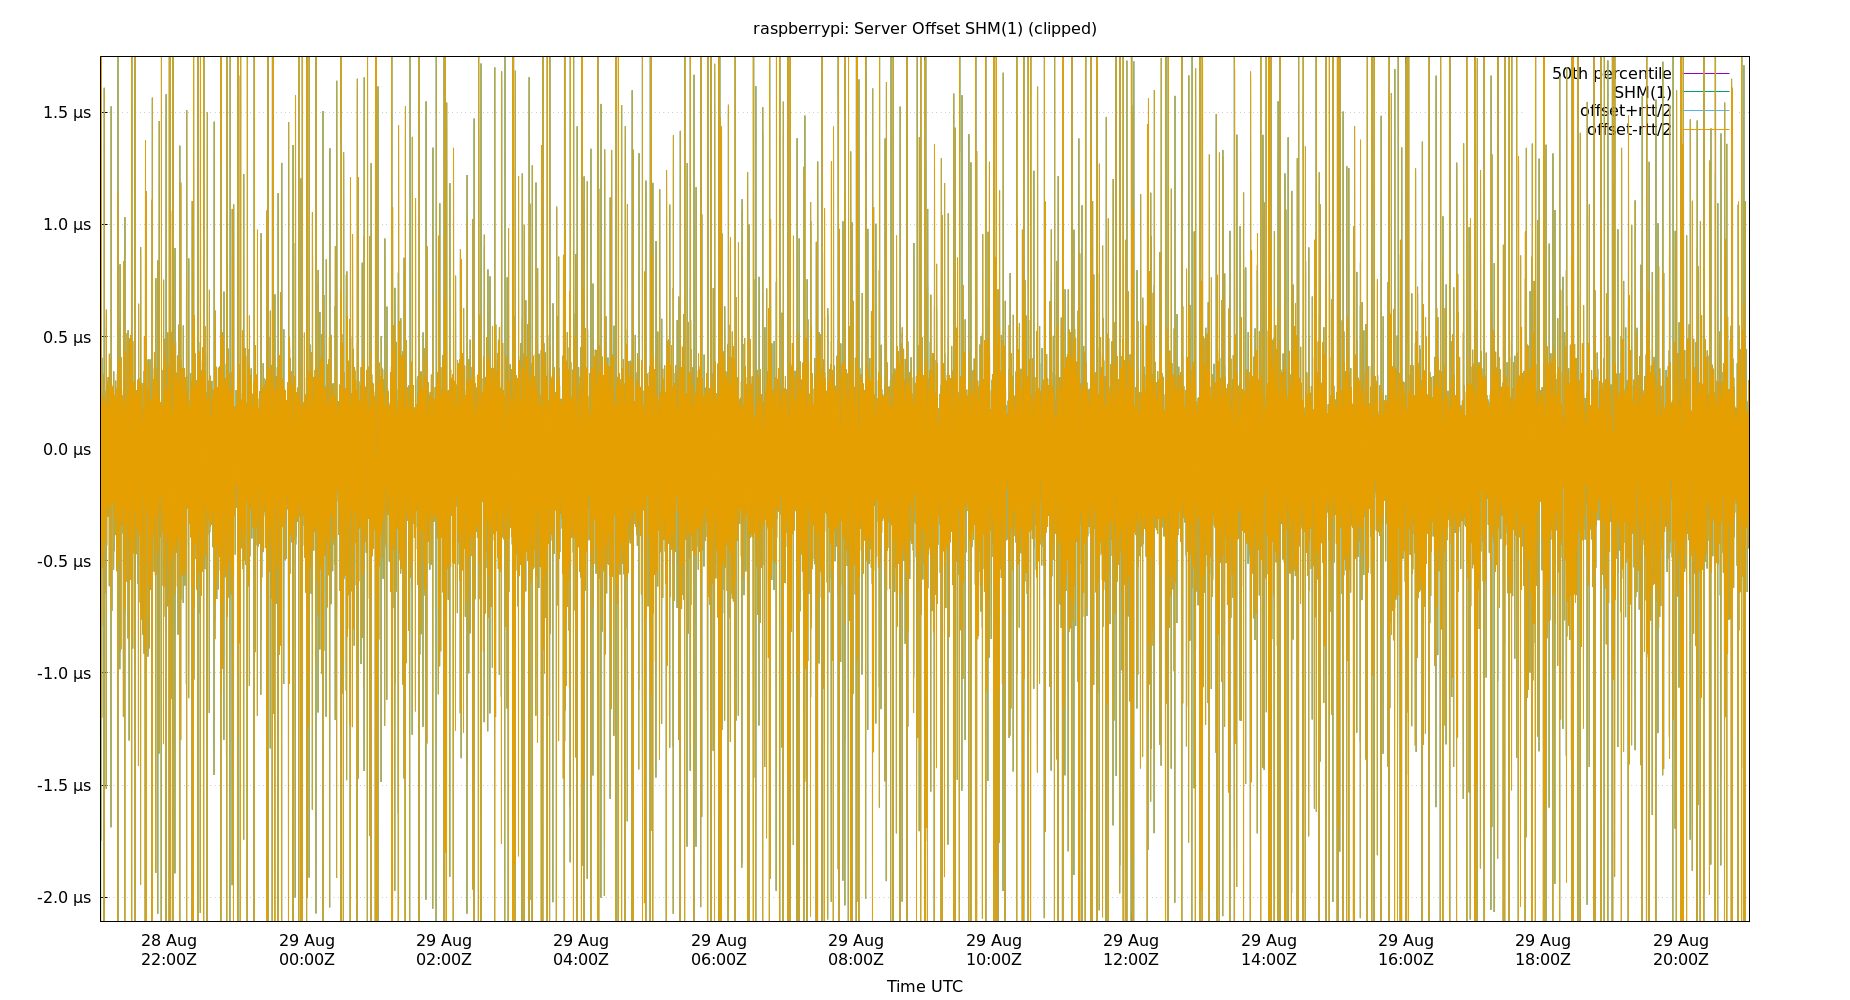 raspberrypi: Server Offset SHM(1) (clipped)
50th percentile
SHM(1)
offset+rtt/2
offset-rtt/2
1.5 µs
1.0 µs
0.5 µs
0.0 µs
-0.5 µs
-1.0 µs
-1.5 µs
-2.0 µs
28 Aug 29 Aug 29 Aug 29 Aug 29 Aug 29 Aug 29 Aug 29 Aug 29 Aug 29 Aug 29 Aug 29 Aug
22:00Z 00:00Z 02:00Z 04:00Z 06:00Z 08:00Z 10:00Z 12:00Z 14:00Z 16:00Z 18:00Z 20:00Z
Time UTC